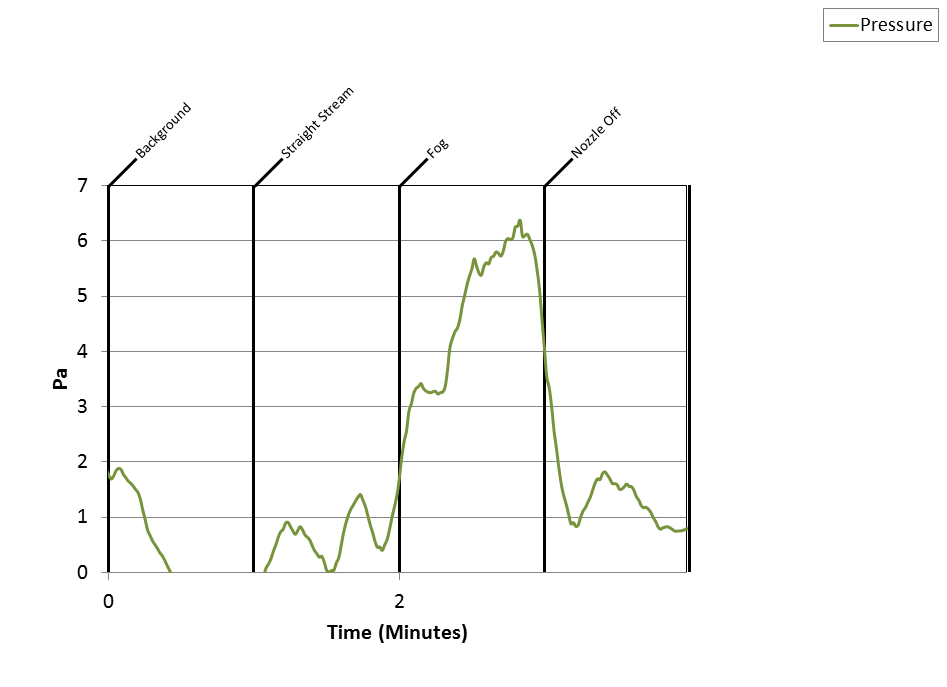 Pressure
Background
Straight Stream
Fog
Nozzle Off
7
6
5
4
3
2
1
0
Pa
0
2
Time (Minutes)